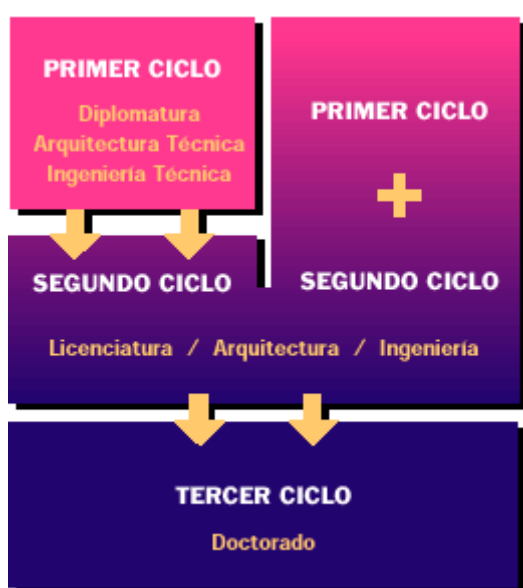 PRIMER CICLO
Diplomatura
Arquitectura Técnica
Ingeniería Técnica
PRIMER CICLO
+
SEGUNDO CICLO
SEGUNDO CICLO
Licenciatura / Arquitectura / Ingeniería
TERCER CICLO
Doctorado